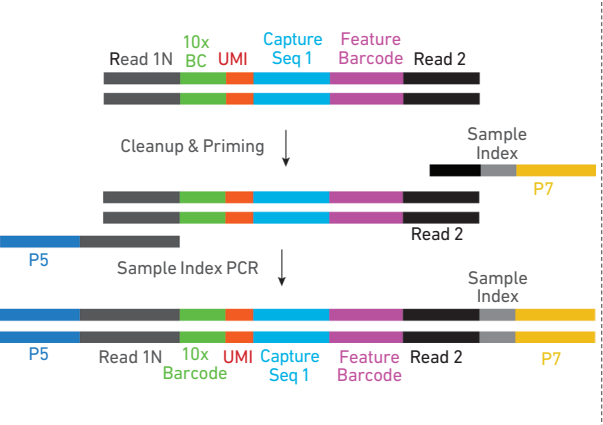 Read 1N
10x
BC
UMI
Capture
Seq 1
Feature
Barcode
Read 2
Cleanup & Priming
Sample
Index
P7
Read 2
P5
Sample Index PCR
Sample
Index
P5
Read 1N
10x
Barcode
UMI
Capture
Seq 1
Feature
Barcode
Read 2
P7